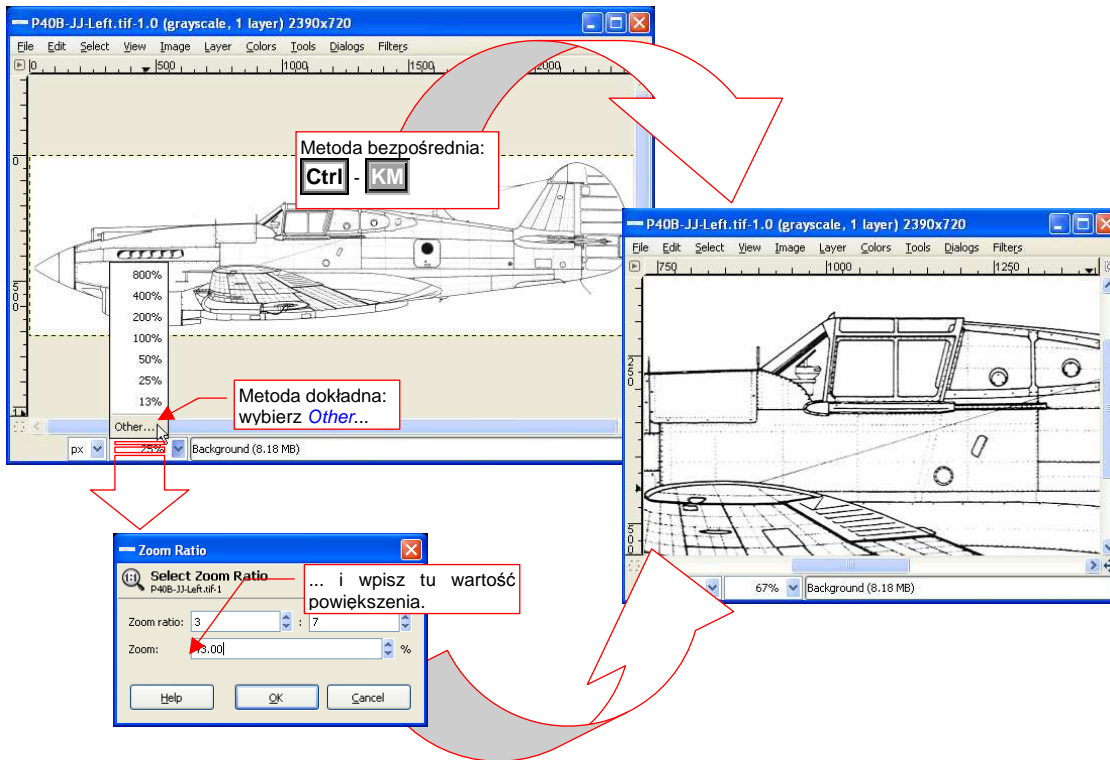 P40B-JJ-Left.tif-1.0 (grayscale, 1 layer) 2390x720
File Edit Select View Image Layer Colors Tools Dialogs Filters
0 500 1000 1500 2000
0
500
Metoda bezpośrednia:
Ctrl - KM
800%
400%
200%
100%
50%
25%
13%
Other...
Metoda dokładna:
wybierz Other...
px 25% Background (8.18 MB)
P40B-JJ-Left.tif-1.0 (grayscale, 1 layer) 2390x720
File Edit Select View Image Layer Colors Tools Dialogs Filters
750 1000 1250
250
500
67% Background (8.18 MB)
Zoom Ratio
Select Zoom Ratio
P40B-JJ-Left.tif-1
... i wpisz tu wartość
powiększenia.
Zoom ratio: 3 : 7
Zoom: %
Help OK Cancel